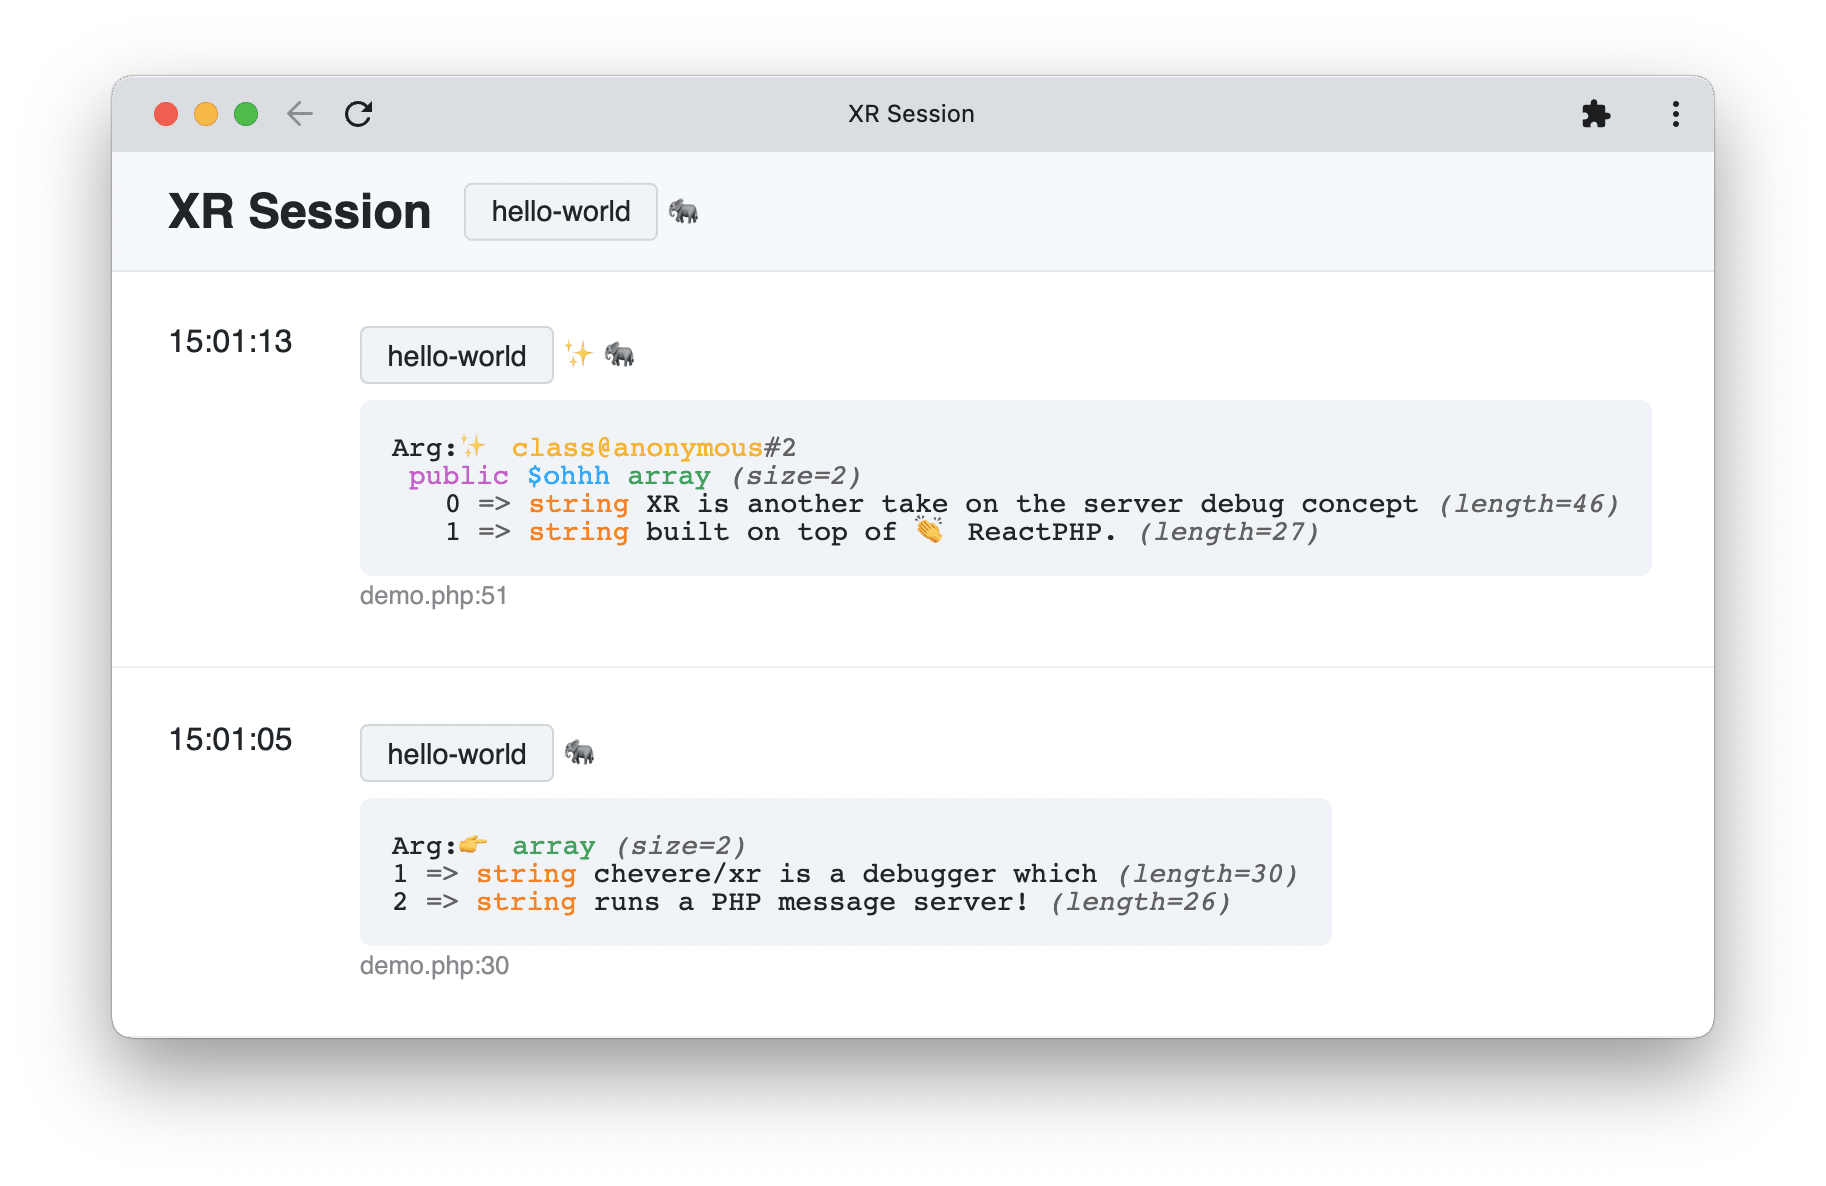 XR Session
XR Session hello-world 🐘
15:01:13 hello-world ✨ 🐘
Arg:✨ class@anonymous#2
public $ohhh array (size=2)
0 => string XR is another take on the server debug concept (length=46)
1 => string built on top of 👏 ReactPHP. (length=27)
demo.php:51
15:01:05 hello-world 🐘
Arg:👉 array (size=2)
1 => string chevere/xr is a debugger which (length=30)
2 => string runs a PHP message server! (length=26)
demo.php:30